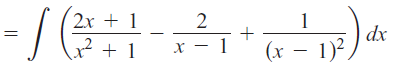 = ∫ ( (2x + 1)/(x² + 1) − 2/(x − 1) + 1/(x − 1)² ) dx